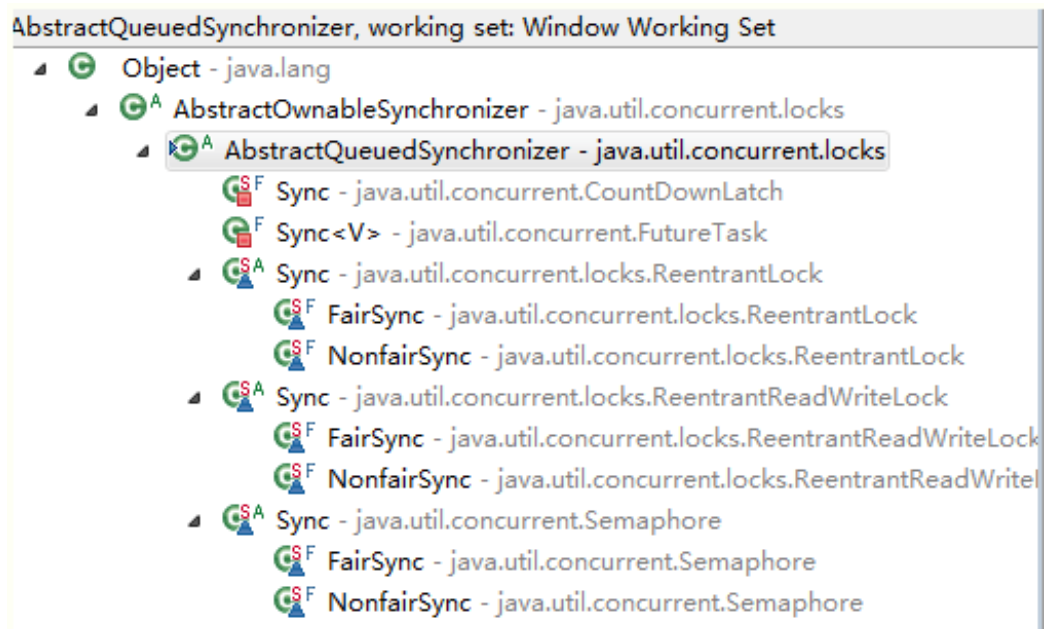 AbstractQueuedSynchronizer, working set: Window Working Set
Object - java.lang
A AbstractOwnableSynchronizer - java.util.concurrent.locks
A AbstractQueuedSynchronizer - java.util.concurrent.locks
S F Sync - java.util.concurrent.CountDownLatch
F Sync<V> - java.util.concurrent.FutureTask
S A Sync - java.util.concurrent.locks.ReentrantLock
S F FairSync - java.util.concurrent.locks.ReentrantLock
S F NonfairSync - java.util.concurrent.locks.ReentrantLock
S A Sync - java.util.concurrent.locks.ReentrantReadWriteLock
S F FairSync - java.util.concurrent.locks.ReentrantReadWriteLock
S F NonfairSync - java.util.concurrent.locks.ReentrantReadWritel
S A Sync - java.util.concurrent.Semaphore
S F FairSync - java.util.concurrent.Semaphore
S F NonfairSync - java.util.concurrent.Semaphore